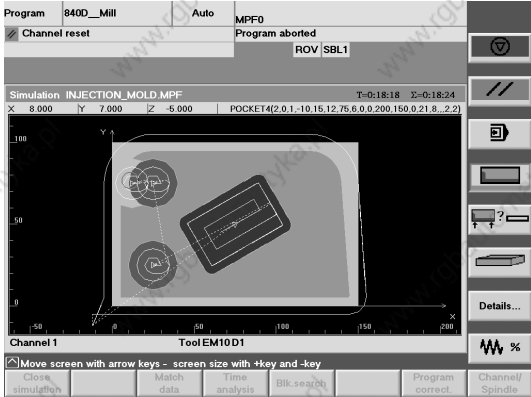 Program 840D__Mill Auto MPF0
Channel reset Program aborted
ROV SBL1
Simulation INJECTION_MOLD.MPF T=0:18:18 Σ=0:18:24
X 8.000 Y 7.000 Z -5.000 POCKET4(2,0,1,-10,15,12,75,6,0,0,200,150,0,21,8,,,2,2)
Y
100
50
?
0
X
-50 0 50 100 150 200
Details...
Channel 1 Tool EM10 D1
%
Move screen with arrow keys - screen size with +key and -key
Close simulation
Match data
Time analysis
Blk.search
Program correct.
Channel/ Spindle